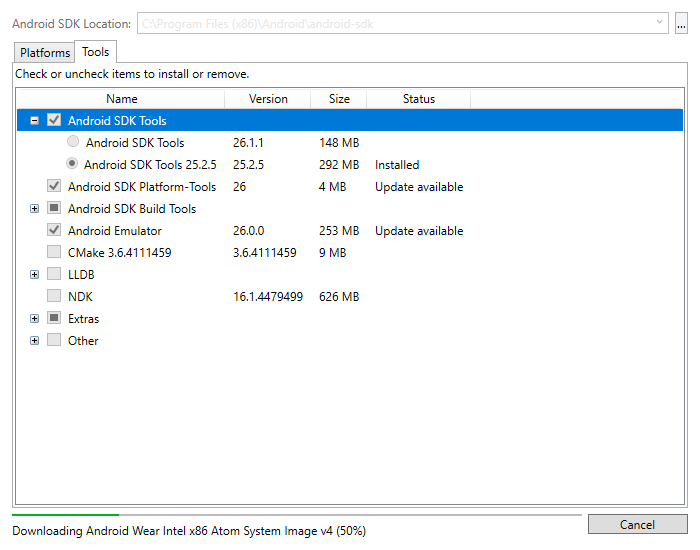 Android SDK Location: C:\Program Files (x86)\Android\android-sdk ...
Platforms Tools
Check or uncheck items to install or remove.
Name Version Size Status
Android SDK Tools
Android SDK Tools 26.1.1 148 MB
Android SDK Tools 25.2.5 25.2.5 292 MB Installed
Android SDK Platform-Tools 26 4 MB Update available
Android SDK Build Tools
Android Emulator 26.0.0 253 MB Update available
CMake 3.6.4111459 3.6.4111459 9 MB
LLDB
NDK 16.1.4479499 626 MB
Extras
Other
Cancel
Downloading Android Wear Intel x86 Atom System Image v4 (50%)